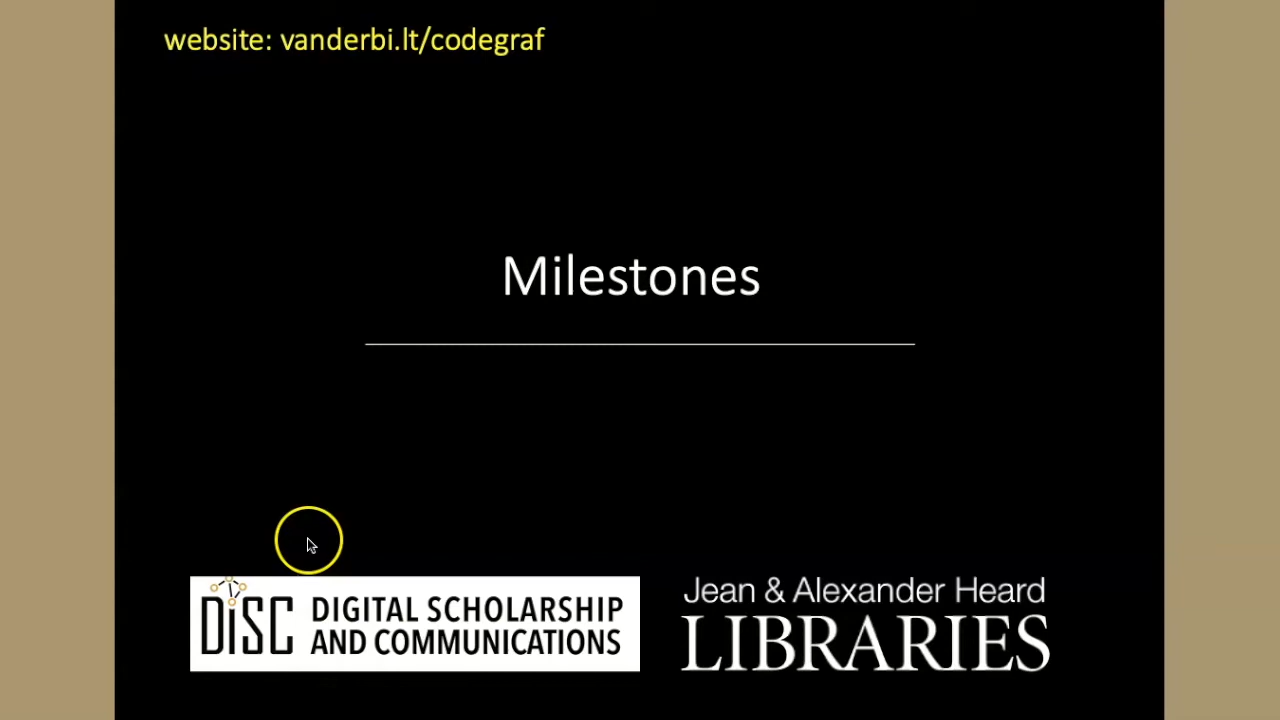 website: vanderbi.lt/codegraf
Milestones
DiSC DIGITAL SCHOLARSHIP
AND COMMUNICATIONS
Jean & Alexander Heard
LIBRARIES